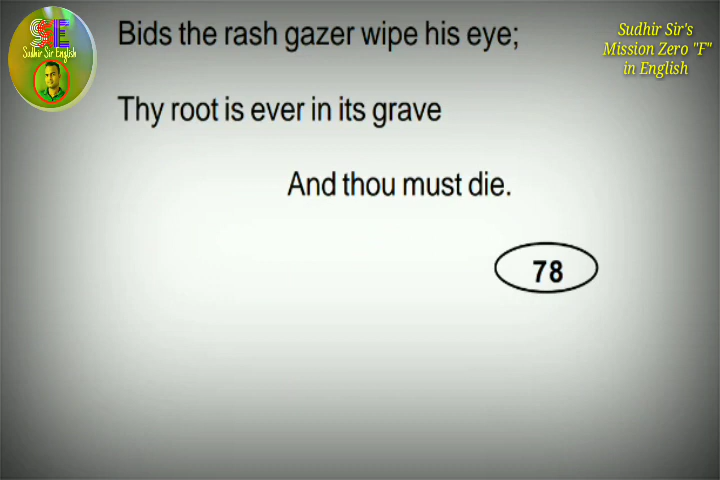 SSE
Sudhir Sir English
Sudhir Sir's
Mission Zero "F"
in English
Bids the rash gazer wipe his eye;
Thy root is ever in its grave
And thou must die.
78